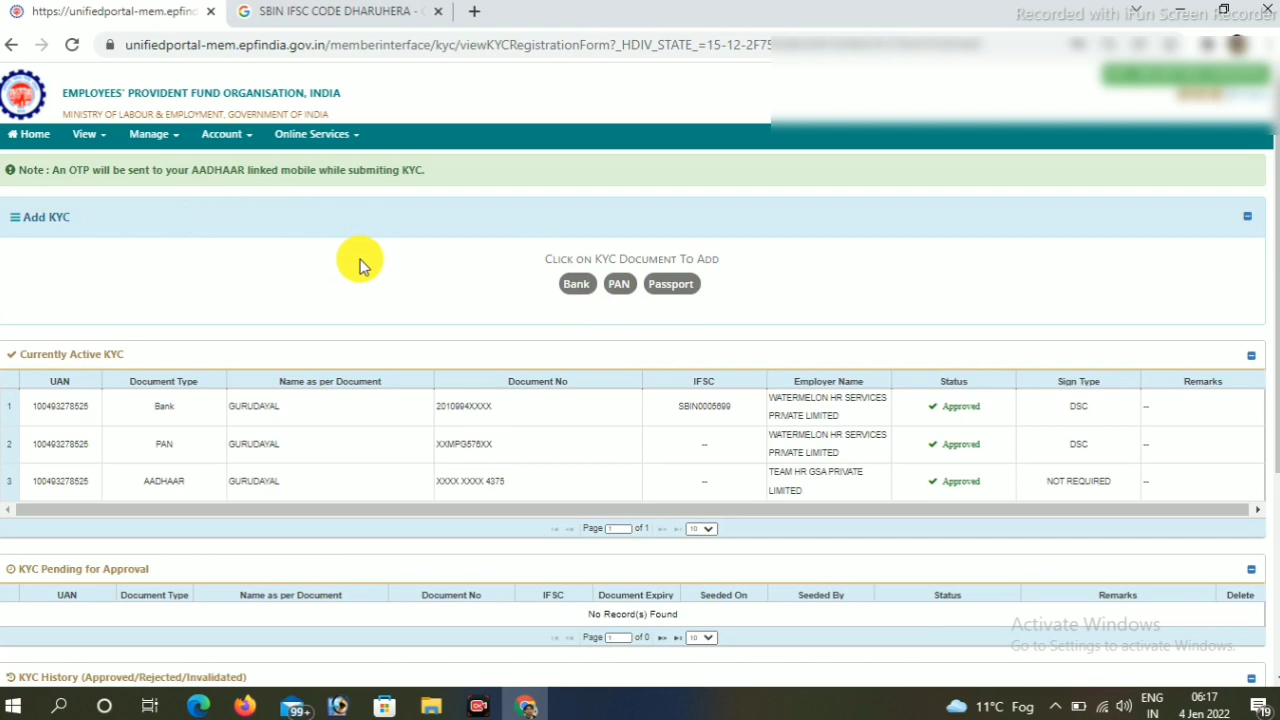 https://unifiedportal-mem.epfind
SBIN IFSC CODE DHARUHERA -
Recorded with iFun Screen Recorder
unifiedportal-mem.epfindia.gov.in/memberinterface/kyc/viewKYCRegistrationForm?_HDIV_STATE_=15-12-2F75
EMPLOYEES' PROVIDENT FUND ORGANISATION, INDIA
MINISTRY OF LABOUR & EMPLOYMENT, GOVERNMENT OF INDIA
Home View Manage Account Online Services
Note : An OTP will be sent to your AADHAAR linked mobile while submiting KYC.
Add KYC
CLICK ON KYC DOCUMENT TO ADD
Bank PAN Passport
Currently Active KYC
UAN Document Type Name as per Document Document No IFSC Employer Name Status Sign Type Remarks
1 100493278525 Bank GURUDAYAL 2010994XXXX SBIN0005699 WATERMELON HR SERVICES PRIVATE LIMITED Approved DSC --
2 100493278525 PAN GURUDAYAL XXMPG576XX -- WATERMELON HR SERVICES PRIVATE LIMITED Approved DSC --
3 100493278525 AADHAAR GURUDAYAL XXXX XXXX 4375 -- TEAM HR GSA PRIVATE LIMITED Approved NOT REQUIRED --
Page 1 of 1 10
KYC Pending for Approval
UAN Document Type Name as per Document Document No IFSC Document Expiry Seeded On Seeded By Status Remarks Delete
No Record(s) Found
Page 1 of 0 10
Activate Windows
Go to Settings to activate Windows.
KYC History (Approved/Rejected/Invalidated)
99+
11°C Fog
ENG
IN
06:17
4 Jan 2022
19